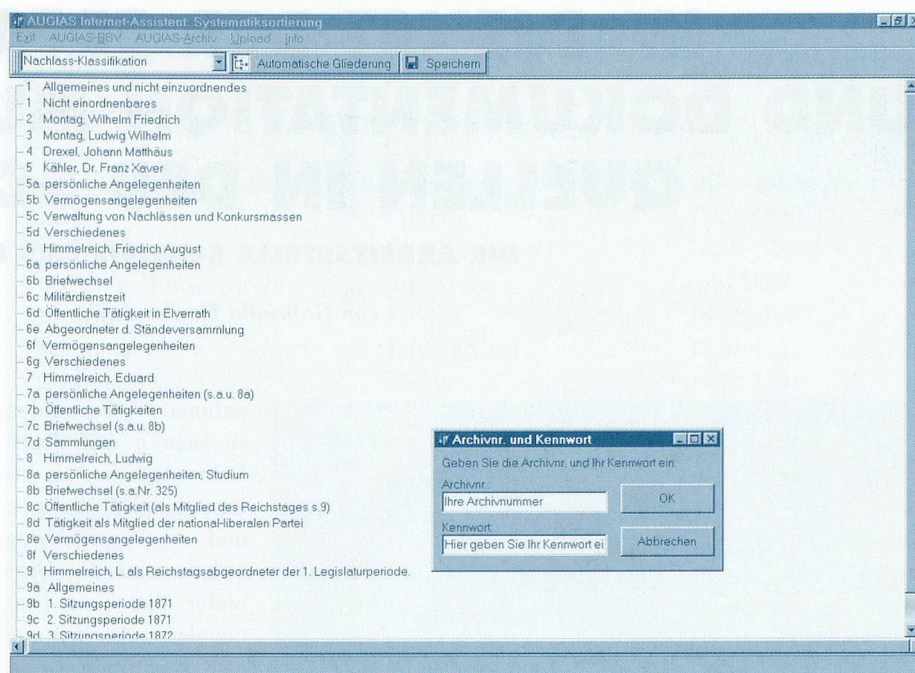 AUGIAS Internet-Assistent: Systematiksortierung
Exit AUGIAS-BBV AUGIAS-Archiv Upload Info
Nachlass-Klassifikation Automatische Gliederung Speichern
1 Allgemeines und nicht einzuordnendes
1 Nicht einordenbares
2 Montag, Wilhelm Friedrich
3 Montag, Ludwig Wilhelm
4 Drexel, Johann Matthäus
5 Kähler, Dr. Franz Xaver
5a persönliche Angelegenheiten
5b Vermögensangelegenheiten
5c Verwaltung von Nachlässen und Konkursmassen
5d Verschiedenes
6 Himmelreich, Friedrich August
6a persönliche Angelegenheiten
6b Briefwechsel
6c Militärdienstzeit
6d Öffentliche Tätigkeit in Elverrath
6e Abgeordneter d. Ständeversammlung
6f Vermögensangelegenheiten
6g Verschiedenes
7 Himmelreich, Eduard
7a persönliche Angelegenheiten (s.a.u. 8a)
7b Öffentliche Tätigkeiten
7c Briefwechsel (s.a.u. 8b)
7d Sammlungen
8 Himmelreich, Ludwig
8a persönliche Angelegenheiten, Studium
8b Briefwechsel (s.a.Nr. 325)
8c Öffentliche Tätigkeit (als Mitglied des Reichstages s.9)
8d Tätigkeit als Mitglied der national-liberalen Partei
8e Vermögensangelegenheiten
8f Verschiedenes
9 Himmelreich, L. als Reichstagsabgeordneter der 1. Legislaturperiode.
9a Allgemeines
9b 1. Sitzungsperiode 1871
9c 2. Sitzungsperiode 1871
9d 3. Sitzungsperiode 1872
Archivnr. und Kennwort
Geben Sie die Archivnr. und Ihr Kennwort ein:
Archivnr.:
Ihre Archivnummer OK
Kennwort:
Hier geben Sie Ihr Kennwort ei Abbrechen